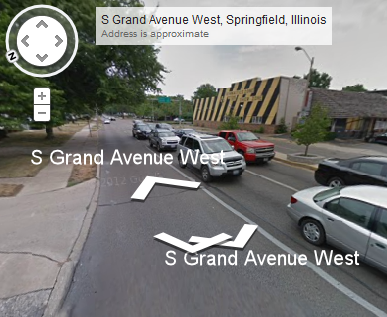 S Grand Avenue West, Springfield, Illinois
Address is approximate
N
+
-
S Grand Avenue West
S Grand Avenue West